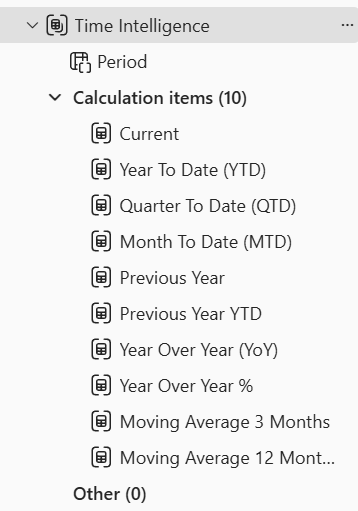 Time Intelligence
Period
Calculation items (10)
Current
Year To Date (YTD)
Quarter To Date (QTD)
Month To Date (MTD)
Previous Year
Previous Year YTD
Year Over Year (YoY)
Year Over Year %
Moving Average 3 Months
Moving Average 12 Mont...
Other (0)